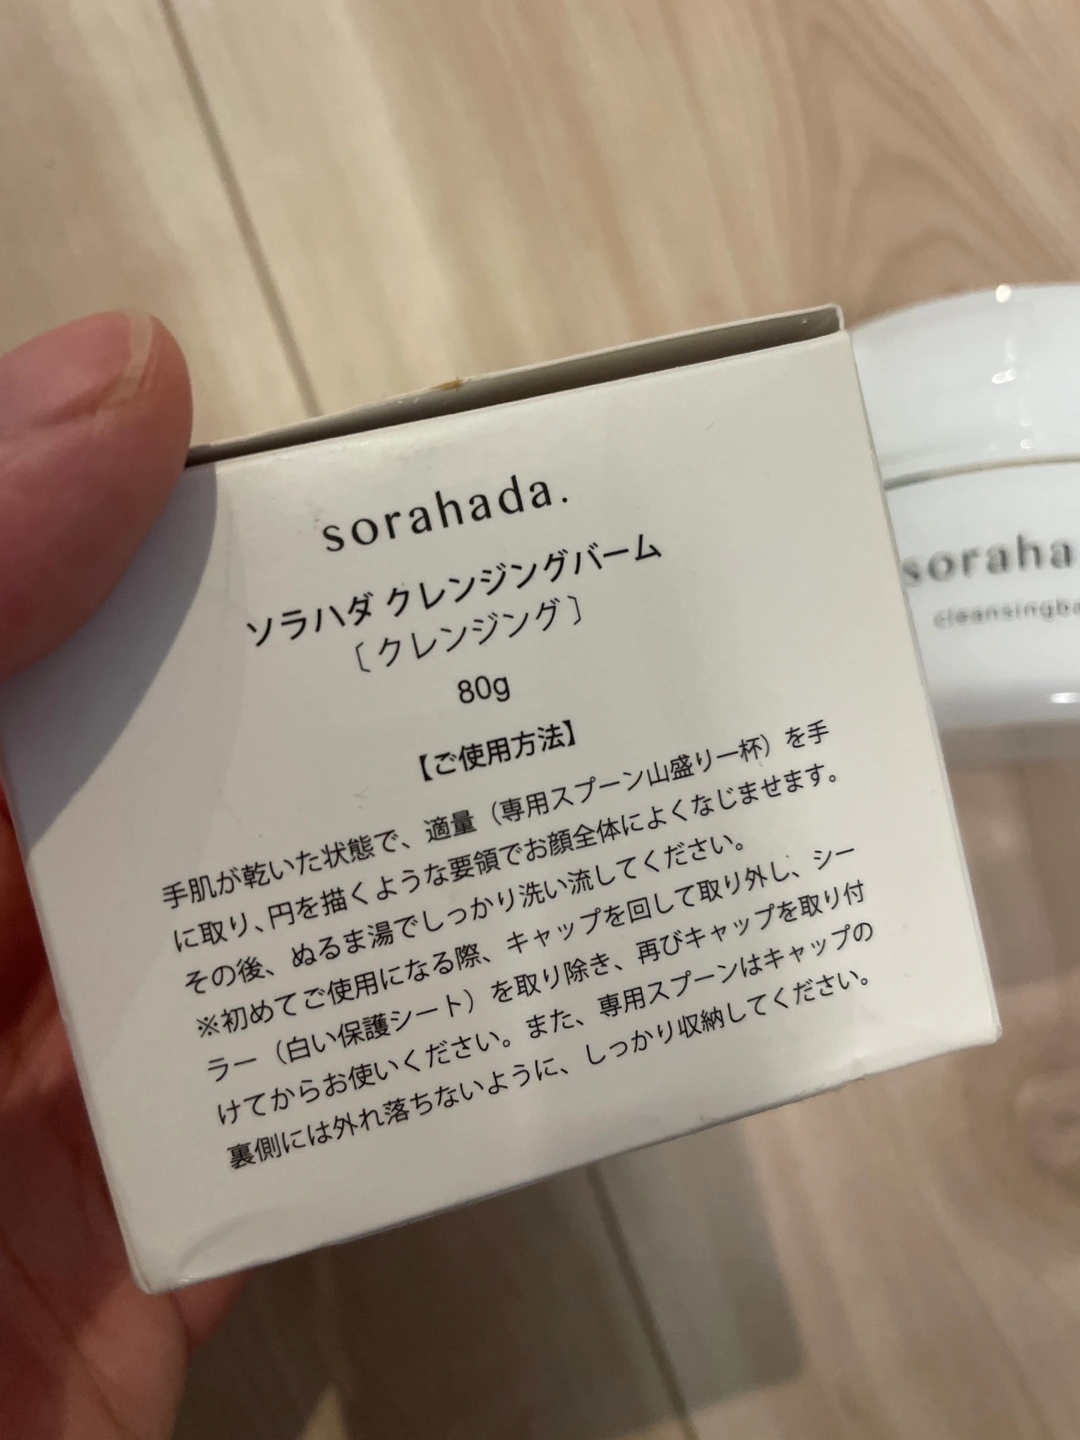 sorahada.
ソラハダ クレンジングバーム
〔クレンジング〕
80g
【ご使用方法】
手肌が乾いた状態で、適量（専用スプーン山盛り一杯）を手
に取り、円を描くような要領でお顔全体によくなじませます。
その後、ぬるま湯でしっかり洗い流してください。
※初めてご使用になる際、キャップを回して取り外し、シー
ラー（白い保護シート）を取り除き、再びキャップを取り付
けてからお使いください。また、専用スプーンはキャップの
裏側には外れ落ちないように、しっかり収納してください。
soraha
cleansingba